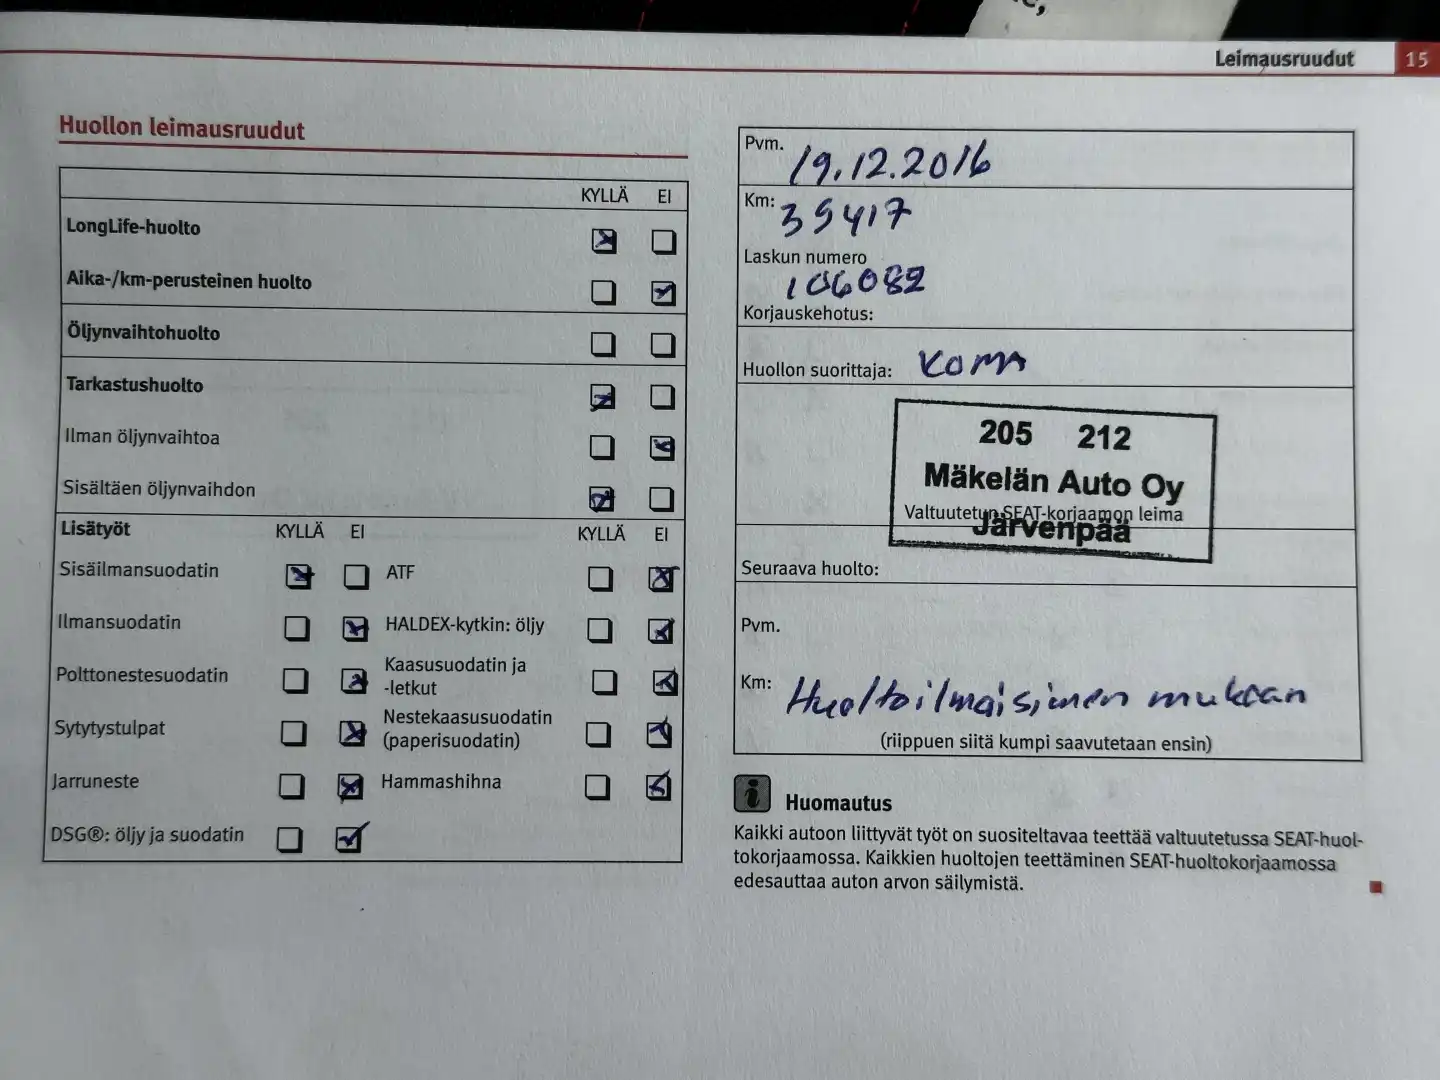 Leimausruudut 15
Huollon leimausruudut
KYLLÄ EI
LongLife-huolto
Aika-/km-perusteinen huolto
Öljynvaihtohuolto
Tarkastushuolto
Ilman öljynvaihtoa
Sisältäen öljynvaihdon
Lisätyöt KYLLÄ EI KYLLÄ EI
Sisäilmansuodatin ATF
Ilmansuodatin HALDEX-kytkin: öljy
Polttonestesuodatin Kaasusuodatin ja
-letkut
Sytytystulpat Nestekaasusuodatin
(paperisuodatin)
Jarruneste Hammashihna
DSG®: öljy ja suodatin
Pvm. 19.12.2016
Km: 35417
Laskun numero
106082
Korjauskehotus:
Huollon suorittaja: KOMA
205 212
Mäkelän Auto Oy
Valtuutetun SEAT-korjaamon leima
Järvenpää
Seuraava huolto:
Pvm.
Km: Huoltoilmaisimen mukaan
(riippuen siitä kumpi saavutetaan ensin)
i Huomautus
Kaikki autoon liittyvät työt on suositeltavaa teettää valtuutetussa SEAT-huol-
tokorjaamossa. Kaikkien huoltojen teettäminen SEAT-huoltokorjaamossa
edesauttaa auton arvon säilymistä.